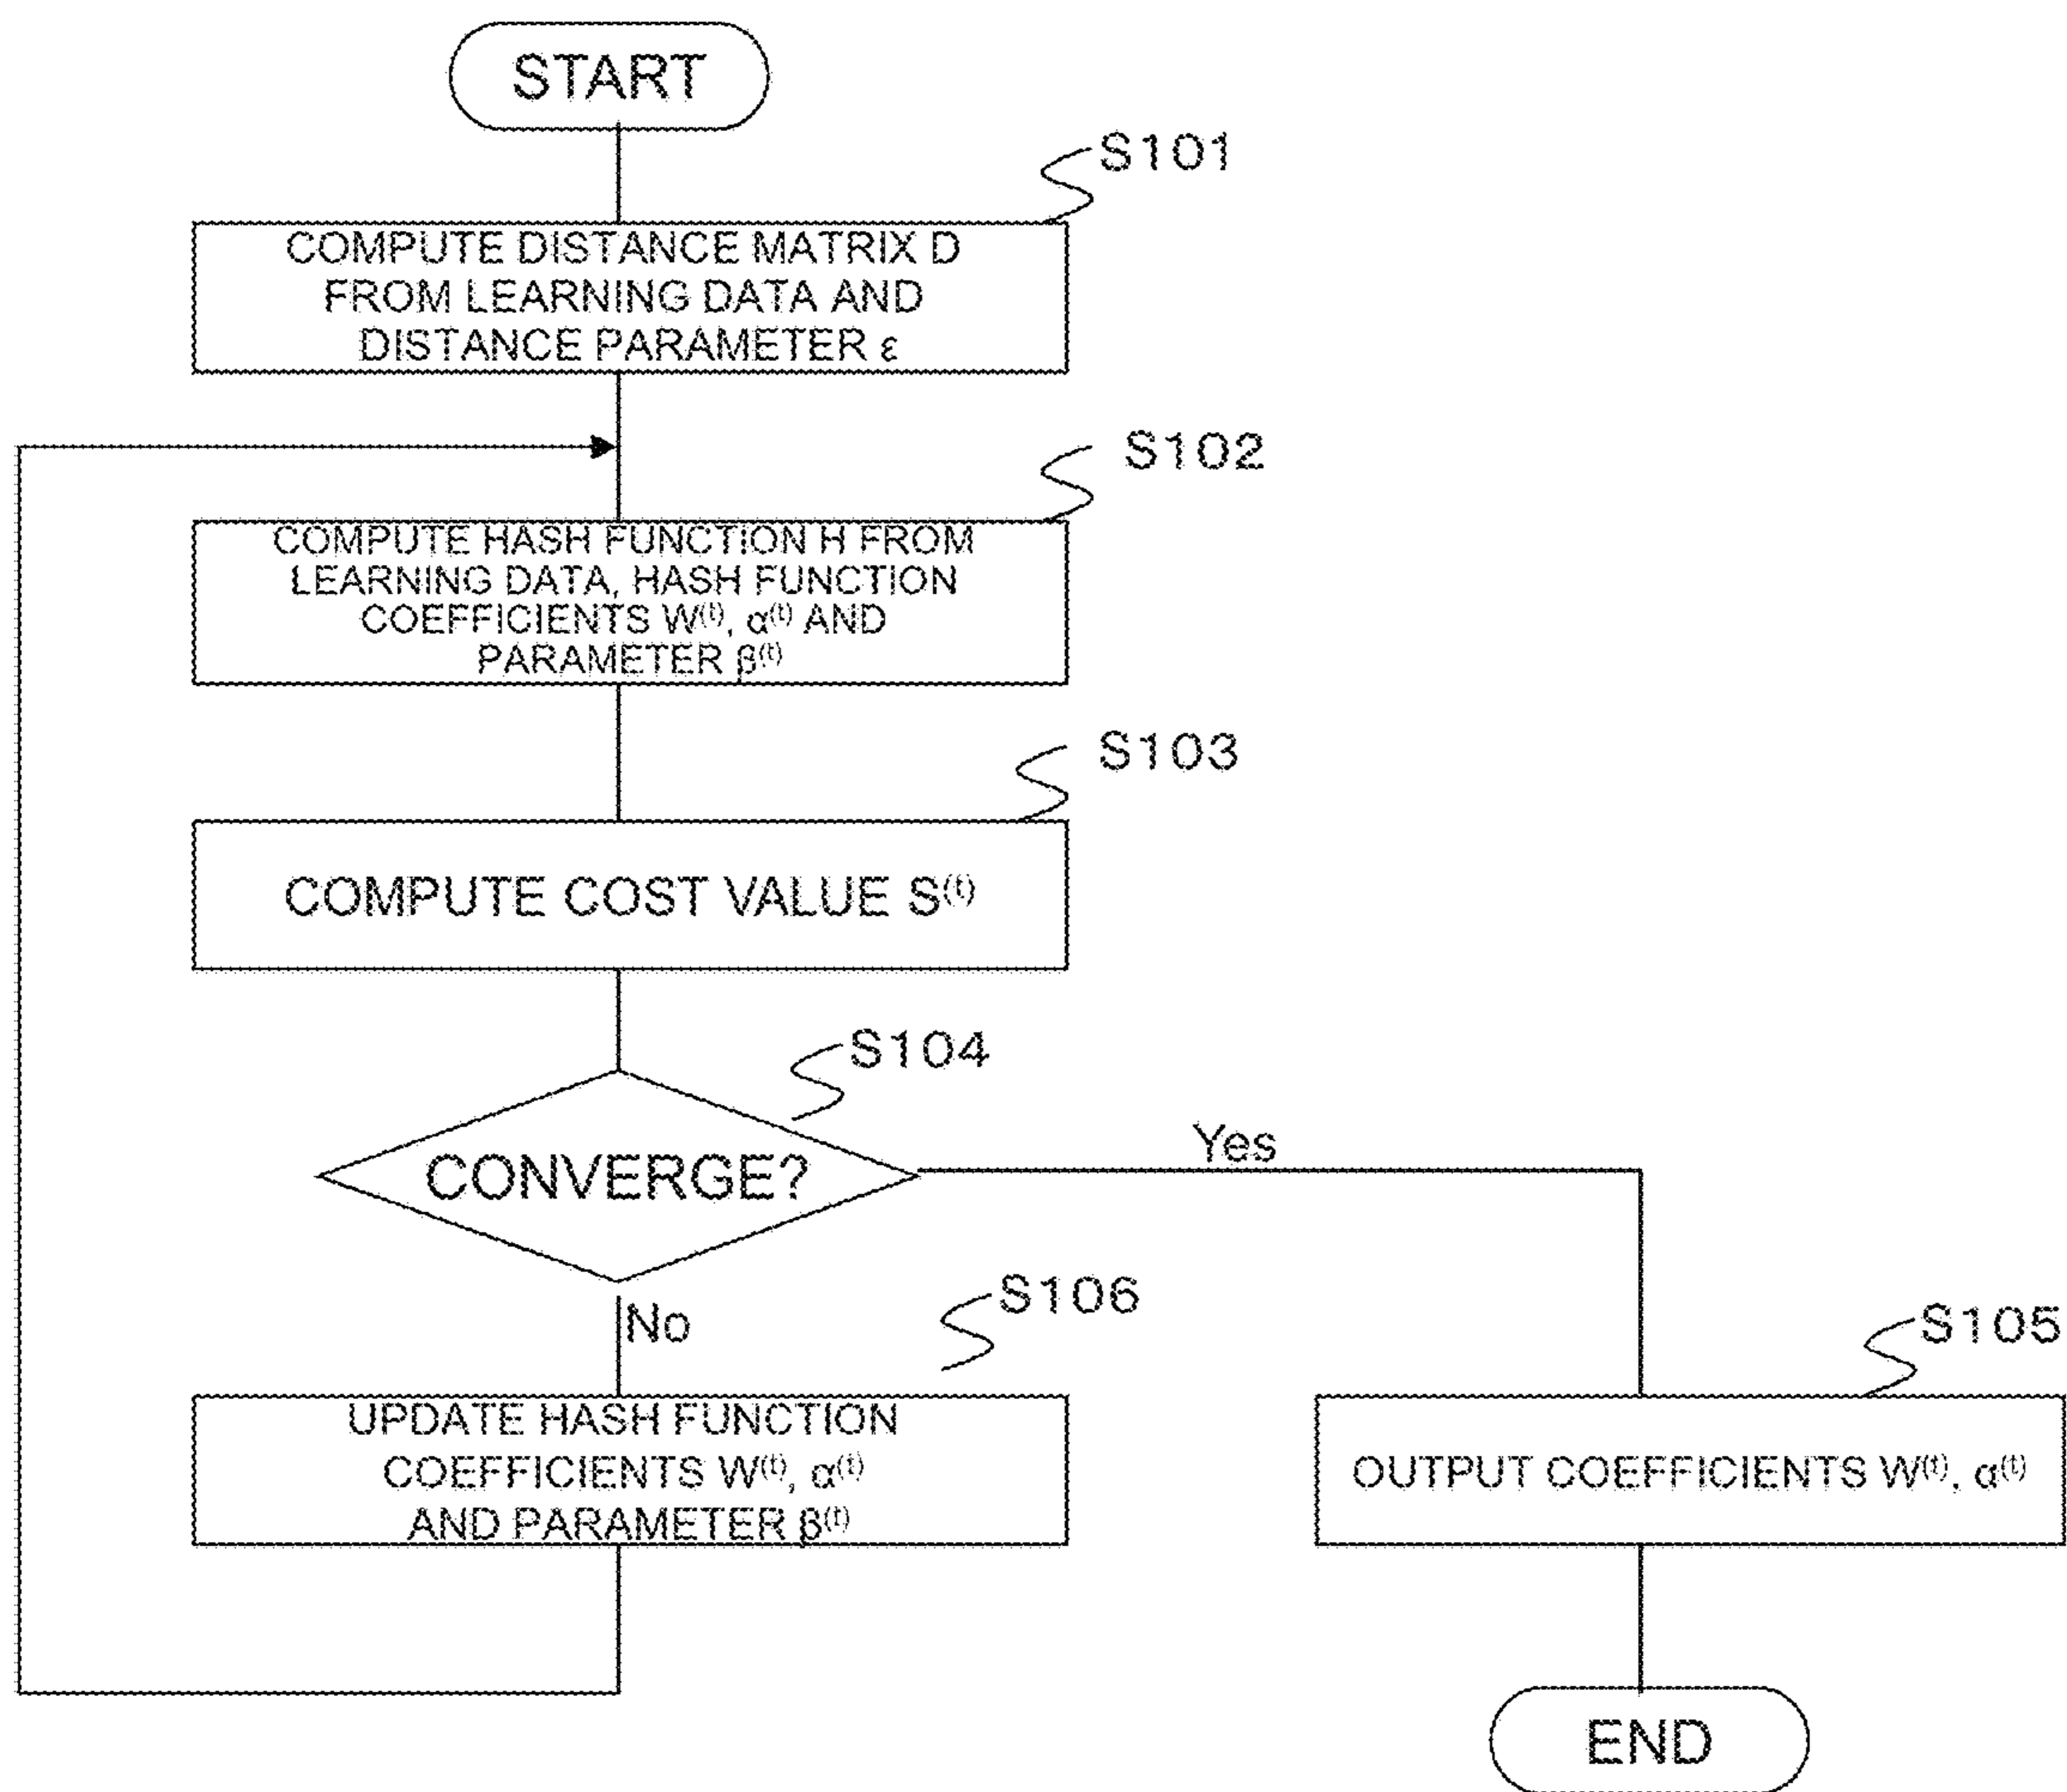 START
S101
COMPUTE DISTANCE MATRIX D
FROM LEARNING DATA AND
DISTANCE PARAMETER ε
S102
COMPUTE HASH FUNCTION H FROM
LEARNING DATA, HASH FUNCTION
COEFFICIENTS W⁽ᵗ⁾, α⁽ᵗ⁾ AND
PARAMETER β⁽ᵗ⁾
S103
COMPUTE COST VALUE S⁽ᵗ⁾
S104
CONVERGE?
Yes
No
S106
UPDATE HASH FUNCTION
COEFFICIENTS W⁽ᵗ⁾, α⁽ᵗ⁾
AND PARAMETER β⁽ᵗ⁾
S105
OUTPUT COEFFICIENTS W⁽ᵗ⁾, α⁽ᵗ⁾
END